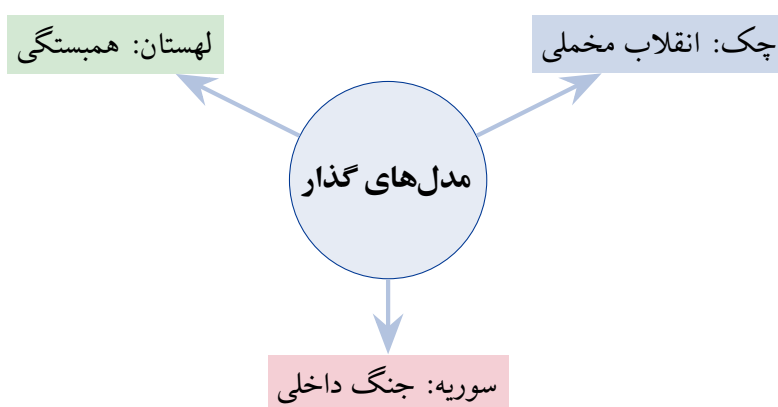 چک: انقلاب مخملی
لهستان: همبستگی
مدل‌های گذار
سوریه: جنگ داخلی